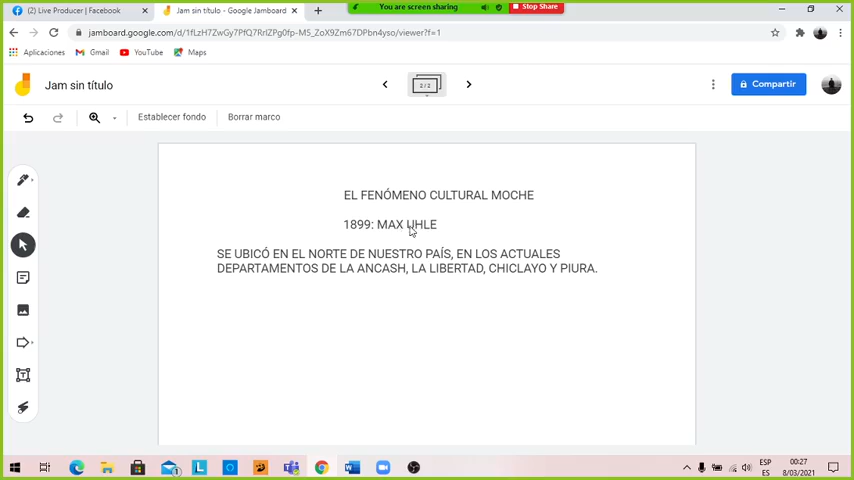 (2) Live Producer | Facebook
Jam sin título - Google Jamboard
You are screen sharing
Stop Share
jamboard.google.com/d/1fLzH7ZwGy7PfQ7RrlZPg0fp-M5_ZoX9Zm67DPbn4yso/viewer?f=1
Aplicaciones
Gmail
YouTube
Maps
Jam sin título
2 / 2
Compartir
Establecer fondo
Borrar marco
EL FENÓMENO CULTURAL MOCHE
1899: MAX UHLE
SE UBICÓ EN EL NORTE DE NUESTRO PAÍS, EN LOS ACTUALES
DEPARTAMENTOS DE LA ANCASH, LA LIBERTAD, CHICLAYO Y PIURA.
ESP
ES
00:27
8/03/2021